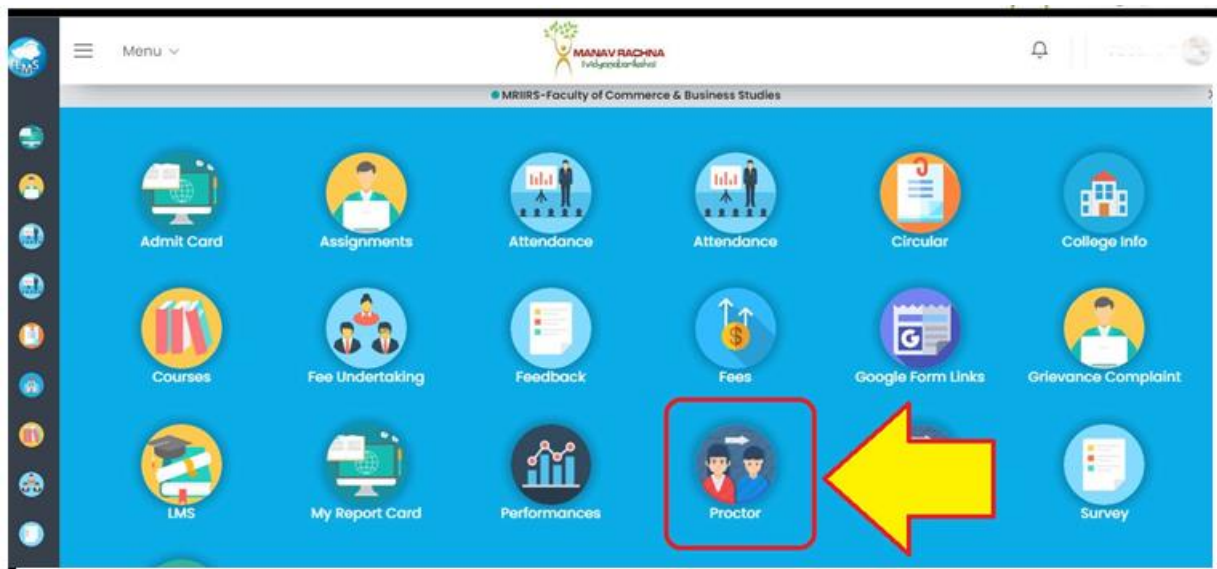 Menu
MANAV RACHNA
MRIIRS-Faculty of Commerce & Business Studies
Admit Card
Assignments
Attendance
Attendance
Circular
College Info
Courses
Fee Undertaking
Feedback
Fees
Google Form Links
Grievance Complaint
LMS
My Report Card
Performances
Proctor
Survey